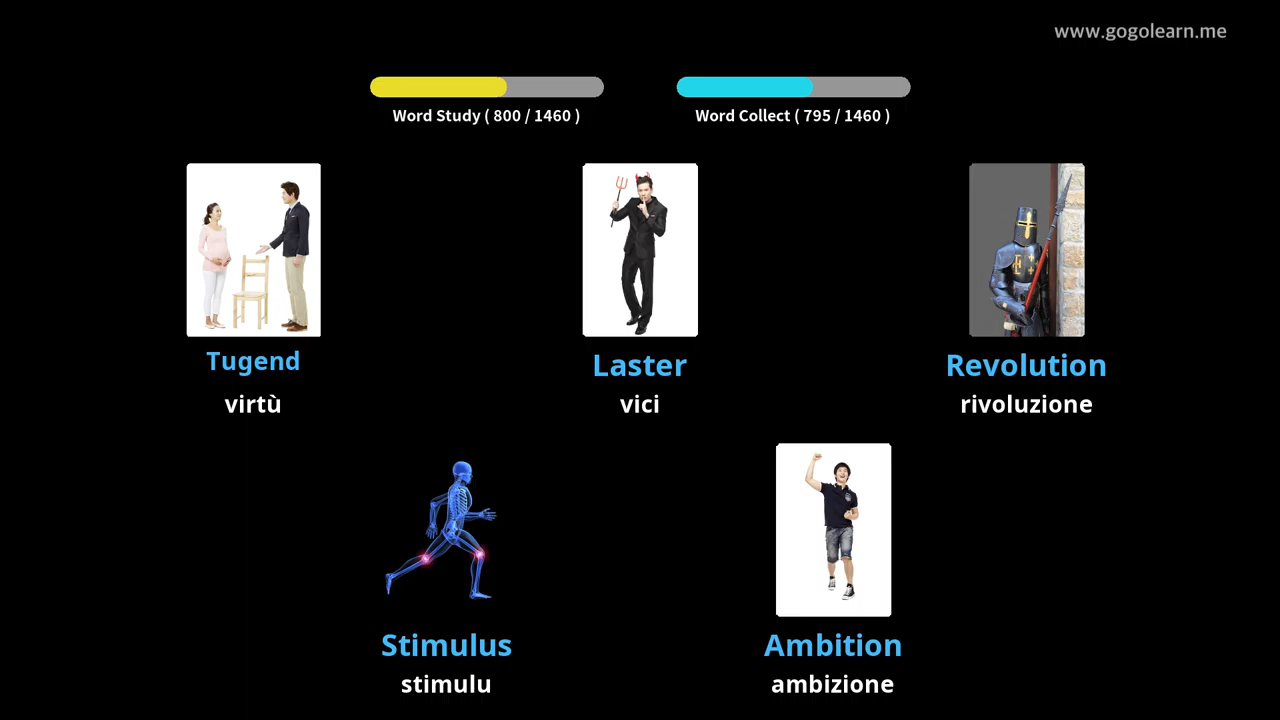 www.gogolearn.me
Word Study ( 800 / 1460 )
Word Collect ( 795 / 1460 )
Tugend
virtù
Laster
vici
Revolution
rivoluzione
Stimulus
stimulu
Ambition
ambizione